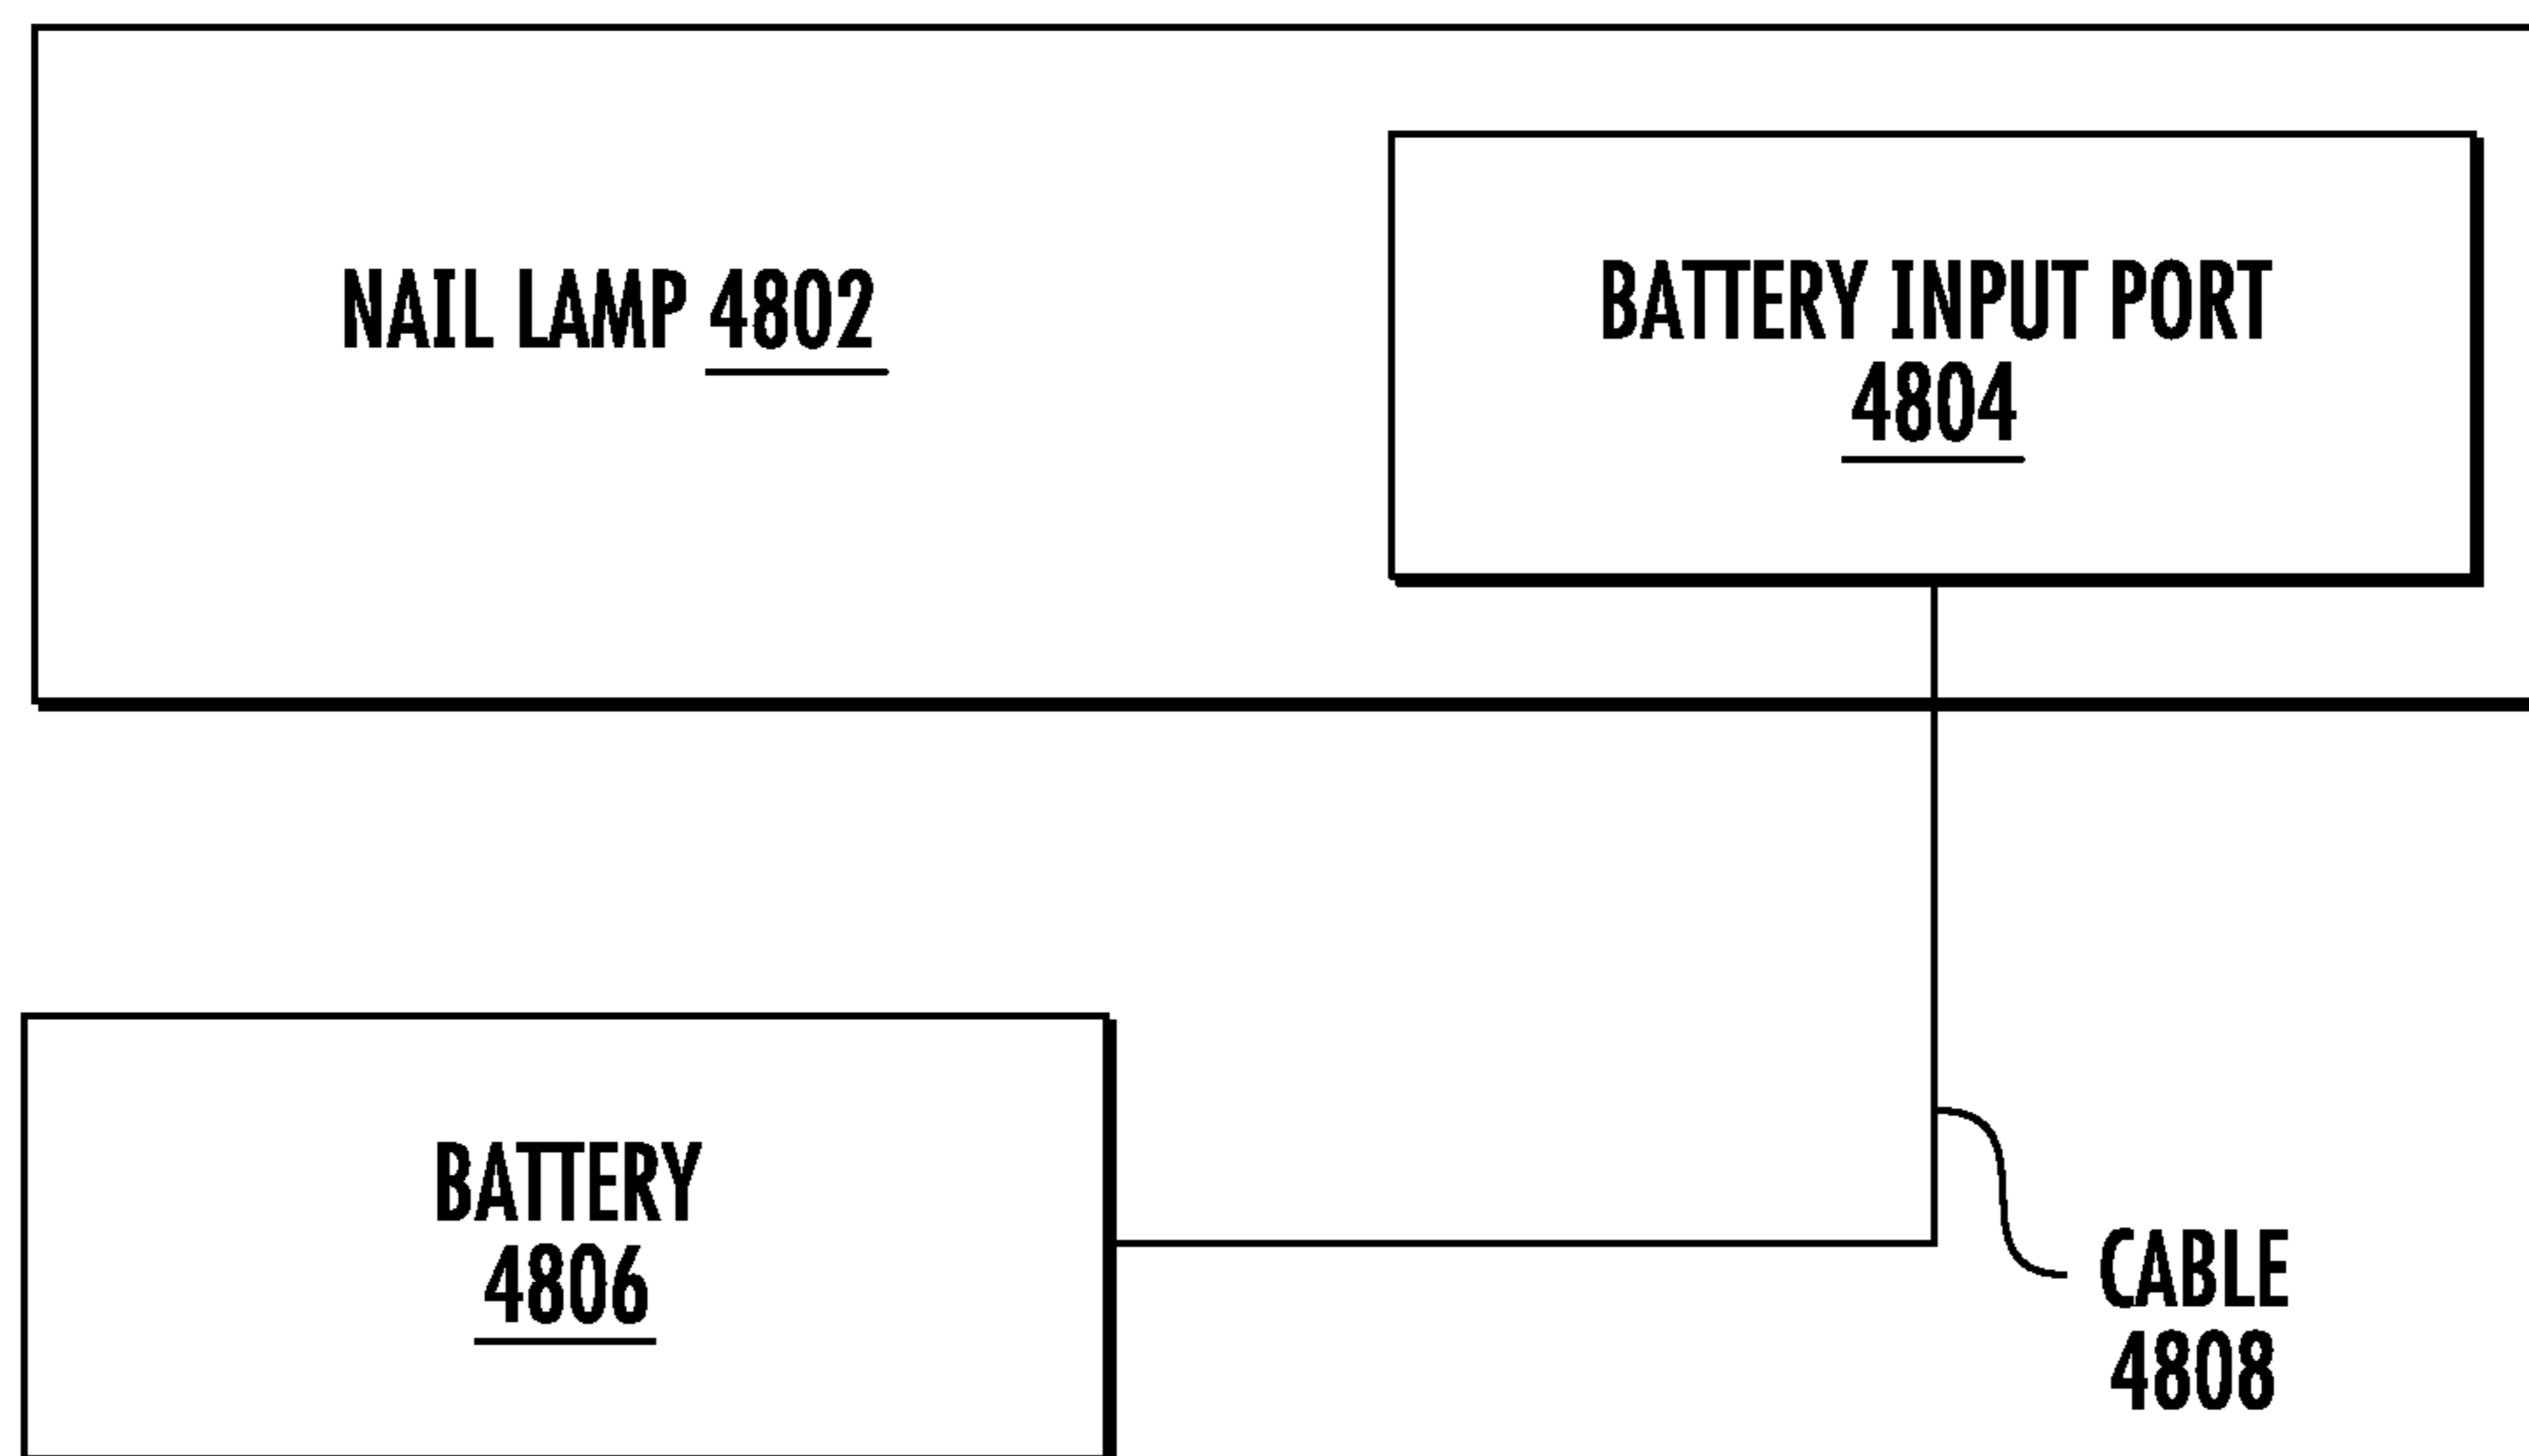 NAIL LAMP 4802
BATTERY INPUT PORT
4804
BATTERY
4806
CABLE
4808